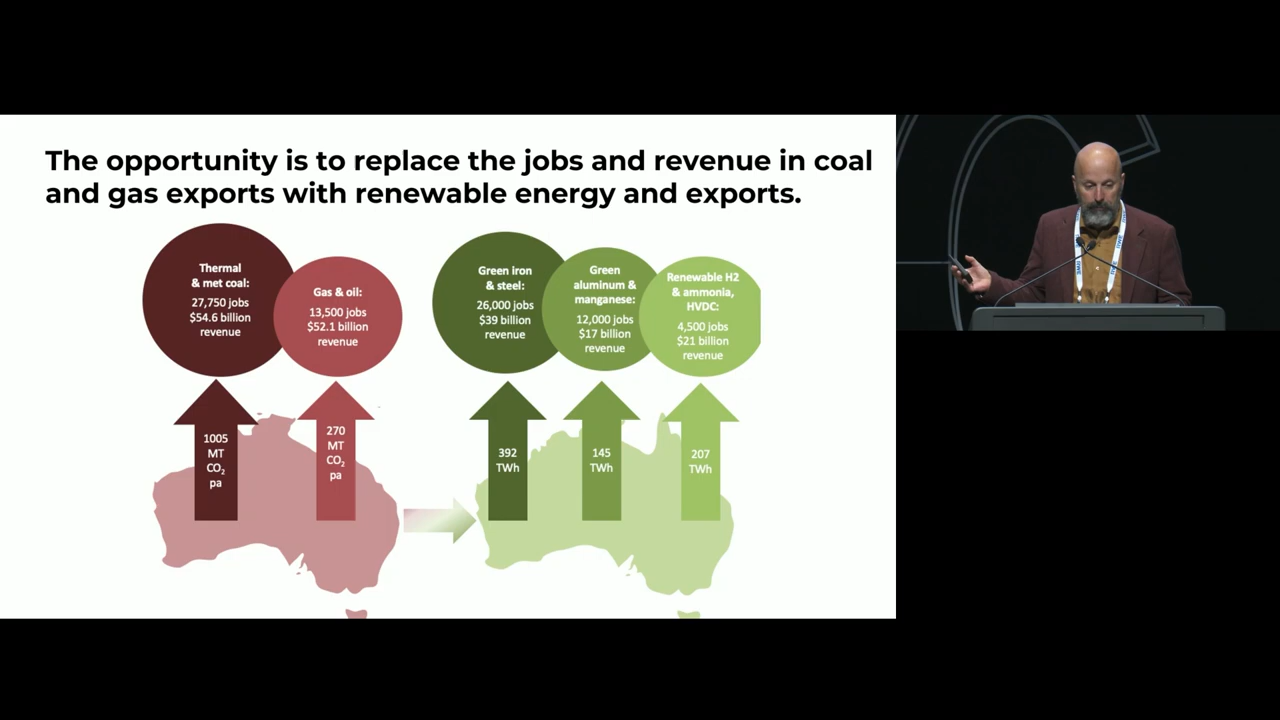 The opportunity is to replace the jobs and revenue in coal
and gas exports with renewable energy and exports.
Thermal
& met coal:
27,750 jobs
$54.6 billion
revenue
Gas & oil:
13,500 jobs
$52.1 billion
revenue
Green iron
& steel:
26,000 jobs
$39 billion
revenue
Green
aluminum &
manganese:
12,000 jobs
$17 billion
revenue
Renewable H2
& ammonia,
HVDC:
4,500 jobs
$21 billion
revenue
1005
MT
CO₂
pa
270
MT
CO₂
pa
392
TWh
145
TWh
207
TWh